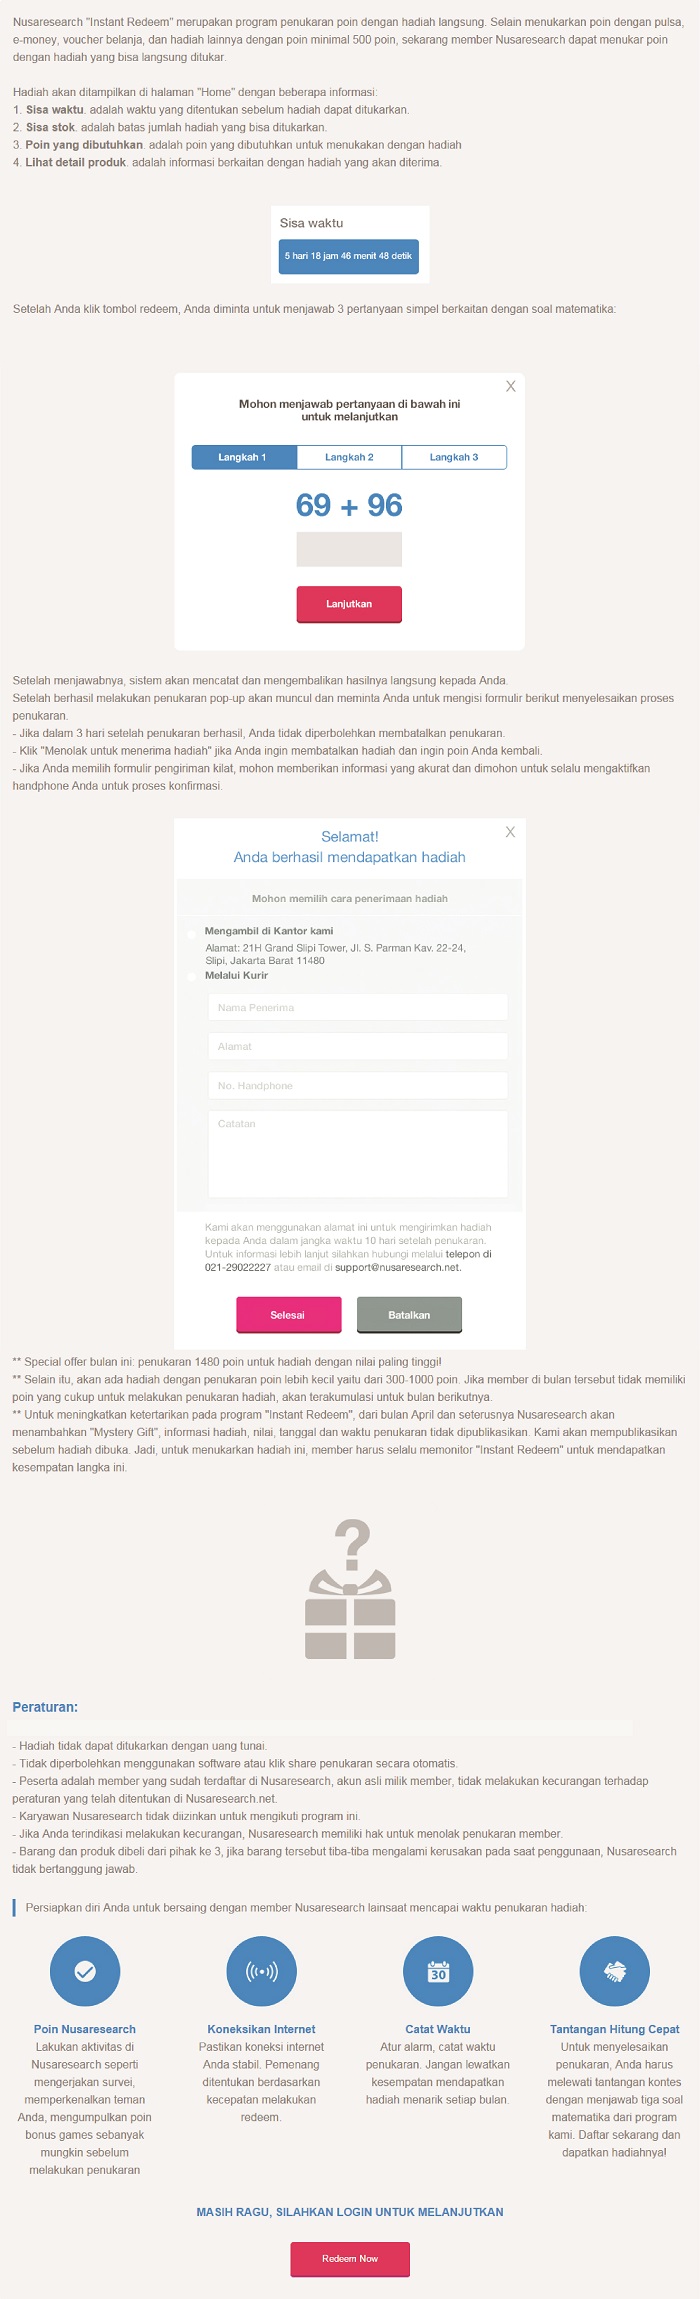 Nusaresearch "Instant Redeem" merupakan program penukaran poin dengan hadiah langsung. Selain menukarkan poin dengan pulsa,
e-money, voucher belanja, dan hadiah lainnya dengan poin minimal 500 poin, sekarang member Nusaresearch dapat menukar poin
dengan hadiah yang bisa langsung ditukar.
Hadiah akan ditampilkan di halaman "Home" dengan beberapa informasi:
1. Sisa waktu. adalah waktu yang ditentukan sebelum hadiah dapat ditukarkan.
2. Sisa stok. adalah batas jumlah hadiah yang bisa ditukarkan.
3. Poin yang dibutuhkan. adalah poin yang dibutuhkan untuk menukakan dengan hadiah
4. Lihat detail produk. adalah informasi berkaitan dengan hadiah yang akan diterima.
Sisa waktu
5 hari 18 jam 46 menit 48 detik
Setelah Anda klik tombol redeem, Anda diminta untuk menjawab 3 pertanyaan simpel berkaitan dengan soal matematika:
X
Mohon menjawab pertanyaan di bawah ini
untuk melanjutkan
Langkah 1 Langkah 2 Langkah 3
69 + 96
Lanjutkan
Setelah menjawabnya, sistem akan mencatat dan mengembalikan hasilnya langsung kepada Anda.
Setelah berhasil melakukan penukaran pop-up akan muncul dan meminta Anda untuk mengisi formulir berikut menyelesaikan proses
penukaran.
- Jika dalam 3 hari setelah penukaran berhasil, Anda tidak diperbolehkan membatalkan penukaran.
- Klik "Menolak untuk menerima hadiah" jika Anda ingin membatalkan hadiah dan ingin poin Anda kembali.
- Jika Anda memilih formulir pengiriman kilat, mohon memberikan informasi yang akurat dan dimohon untuk selalu mengaktifkan
handphone Anda untuk proses konfirmasi.
X
Selamat!
Anda berhasil mendapatkan hadiah
Mohon memilih cara penerimaan hadiah
Mengambil di Kantor kami
Alamat: 21H Grand Slipi Tower, Jl. S. Parman Kav. 22-24,
Slipi, Jakarta Barat 11480
Melalui Kurir
Nama Penerima
Alamat
No. Handphone
Catatan
Kami akan menggunakan alamat ini untuk mengirimkan hadiah
kepada Anda dalam jangka waktu 10 hari setelah penukaran.
Untuk informasi lebih lanjut silahkan hubungi melalui telepon di
021-29022227 atau email di support@nusaresearch.net.
Selesai Batalkan
** Special offer bulan ini: penukaran 1480 poin untuk hadiah dengan nilai paling tinggi!
** Selain itu, akan ada hadiah dengan penukaran poin lebih kecil yaitu dari 300-1000 poin. Jika member di bulan tersebut tidak memiliki
poin yang cukup untuk melakukan penukaran hadiah, akan terakumulasi untuk bulan berikutnya.
** Untuk meningkatkan ketertarikan pada program "Instant Redeem", dari bulan April dan seterusnya Nusaresearch akan
menambahkan "Mystery Gift", informasi hadiah, nilai, tanggal dan waktu penukaran tidak dipublikasikan. Kami akan mempublikasikan
sebelum hadiah dibuka. Jadi, untuk menukarkan hadiah ini, member harus selalu memonitor "Instant Redeem" untuk mendapatkan
kesempatan langka ini.
?
Peraturan:
- Hadiah tidak dapat ditukarkan dengan uang tunai.
- Tidak diperbolehkan menggunakan software atau klik share penukaran secara otomatis.
- Peserta adalah member yang sudah terdaftar di Nusaresearch, akun asli milik member, tidak melakukan kecurangan terhadap
peraturan yang telah ditentukan di Nusaresearch.net.
- Karyawan Nusaresearch tidak diizinkan untuk mengikuti program ini.
- Jika Anda terindikasi melakukan kecurangan, Nusaresearch memiliki hak untuk menolak penukaran member.
- Barang dan produk dibeli dari pihak ke 3, jika barang tersebut tiba-tiba mengalami kerusakan pada saat penggunaan, Nusaresearch
tidak bertanggung jawab.
Persiapkan diri Anda untuk bersaing dengan member Nusaresearch lainsaat mencapai waktu penukaran hadiah:
30
Poin Nusaresearch
Lakukan aktivitas di
Nusaresearch seperti
mengerjakan survei,
memperkenalkan teman
Anda, mengumpulkan poin
bonus games sebanyak
mungkin sebelum
melakukan penukaran
Koneksikan Internet
Pastikan koneksi internet
Anda stabil. Pemenang
ditentukan berdasarkan
kecepatan melakukan
redeem.
Catat Waktu
Atur alarm, catat waktu
penukaran. Jangan lewatkan
kesempatan mendapatkan
hadiah menarik setiap bulan.
Tantangan Hitung Cepat
Untuk menyelesaikan
penukaran, Anda harus
melewati tantangan kontes
dengan menjawab tiga soal
matematika dari program
kami. Daftar sekarang dan
dapatkan hadiahnya!
MASIH RAGU, SILAHKAN LOGIN UNTUK MELANJUTKAN
Redeem Now